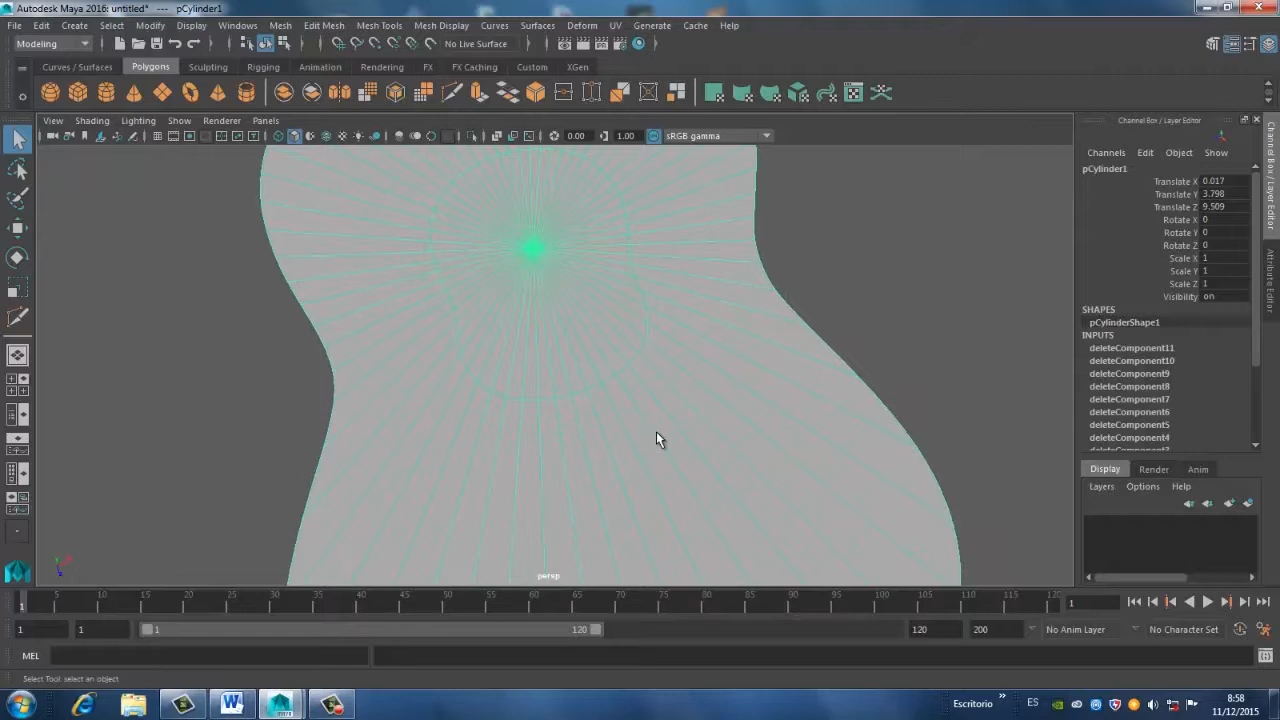 Autodesk Maya 2016: untitled* --- pCylinder1
File Edit Create Select Modify Display Windows Mesh Edit Mesh Mesh Tools Mesh Display Curves Surfaces Deform UV Generate Cache Help
Modeling No Live Surface
Curves / Surfaces Polygons Sculpting Rigging Animation Rendering FX FX Caching Custom XGen
View Shading Lighting Show Renderer Panels
0.00 1.00 sRGB gamma
Channel Box / Layer Editor
Channels Edit Object Show
pCylinder1
Translate X 0.017
Translate Y 3.798
Translate Z 9.509
Rotate X 0
Rotate Y 0
Rotate Z 0
Scale X 1
Scale Y 1
Scale Z 1
Visibility on
SHAPES
pCylinderShape1
INPUTS
deleteComponent11
deleteComponent10
deleteComponent9
deleteComponent8
deleteComponent7
deleteComponent6
deleteComponent5
deleteComponent4
Display Render Anim
Layers Options Help
Channel Box / Layer Editor
Attribute Editor
persp
1 5 10 15 20 25 30 35 40 45 50 55 60 65 70 75 80 85 90 95 100 105 110 115 120 1
1 1 1 120 120 200 No Anim Layer No Character Set
MEL
Select Tool: select an object
Escritorio » ES 8:58
11/12/2015